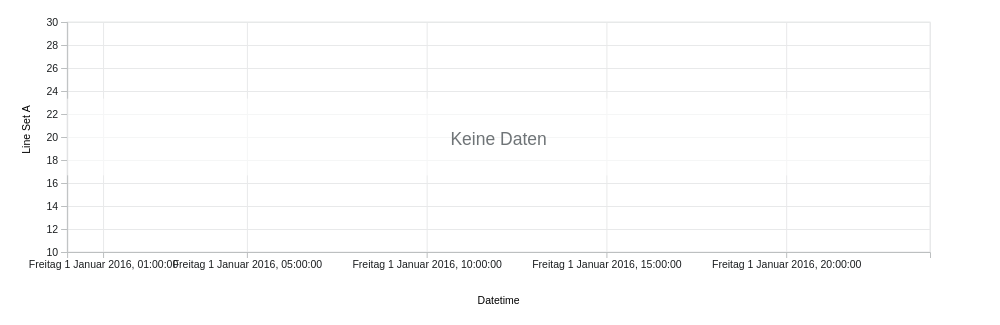 30
28
26
24
22
20
18
16
14
12
10
Line Set A
Keine Daten
Freitag 1 Januar 2016, 01:00:00 Freitag 1 Januar 2016, 05:00:00 Freitag 1 Januar 2016, 10:00:00 Freitag 1 Januar 2016, 15:00:00 Freitag 1 Januar 2016, 20:00:00
Datetime